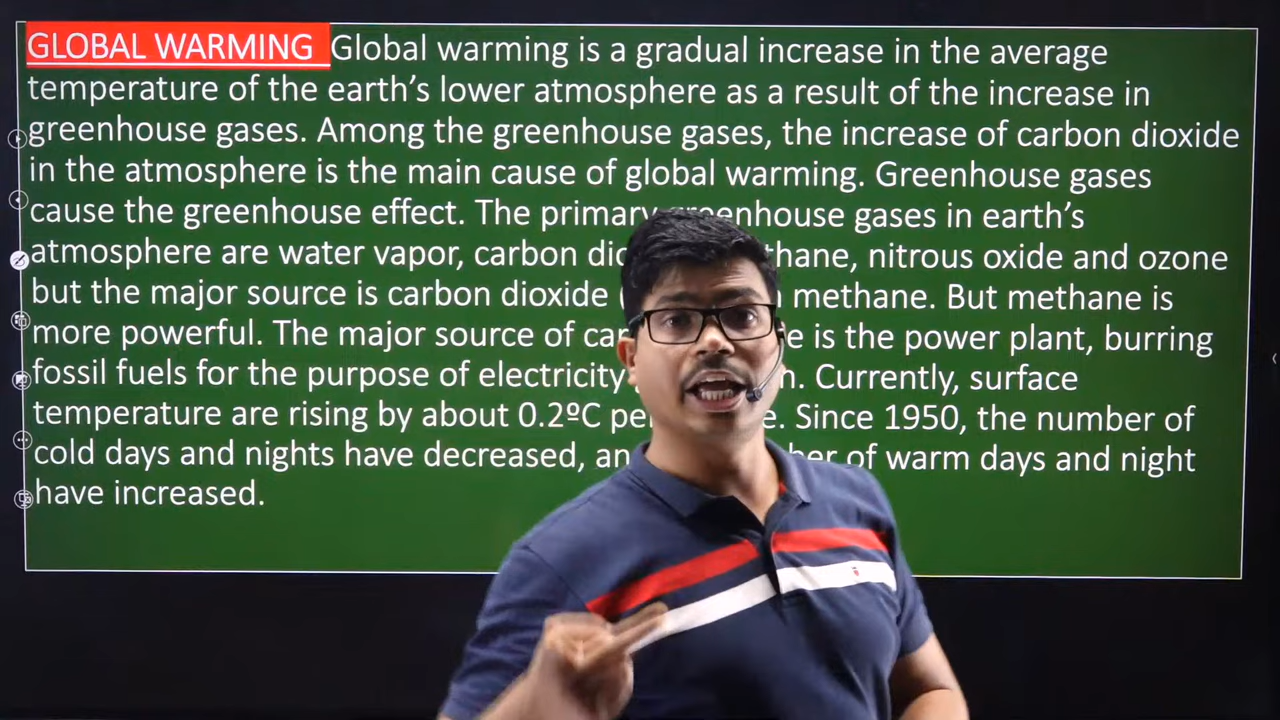 GLOBAL WARMING Global warming is a gradual increase in the average
temperature of the earth's lower atmosphere as a result of the increase in
greenhouse gases. Among the greenhouse gases, the increase of carbon dioxide
in the atmosphere is the main cause of global warming. Greenhouse gases
cause the greenhouse effect. The primary greenhouse gases in earth's
atmosphere are water vapor, carbon nitrous oxide and ozone
but the major source is carbon dioxide methane. But methane is
more powerful. The major source of is the power plant, burring
fossil fuels for the purpose of electricity Currently, surface
temperature are rising by about 0.2ºC Since 1950, the number of
cold days and nights have decreased, of warm days and night
have increased.